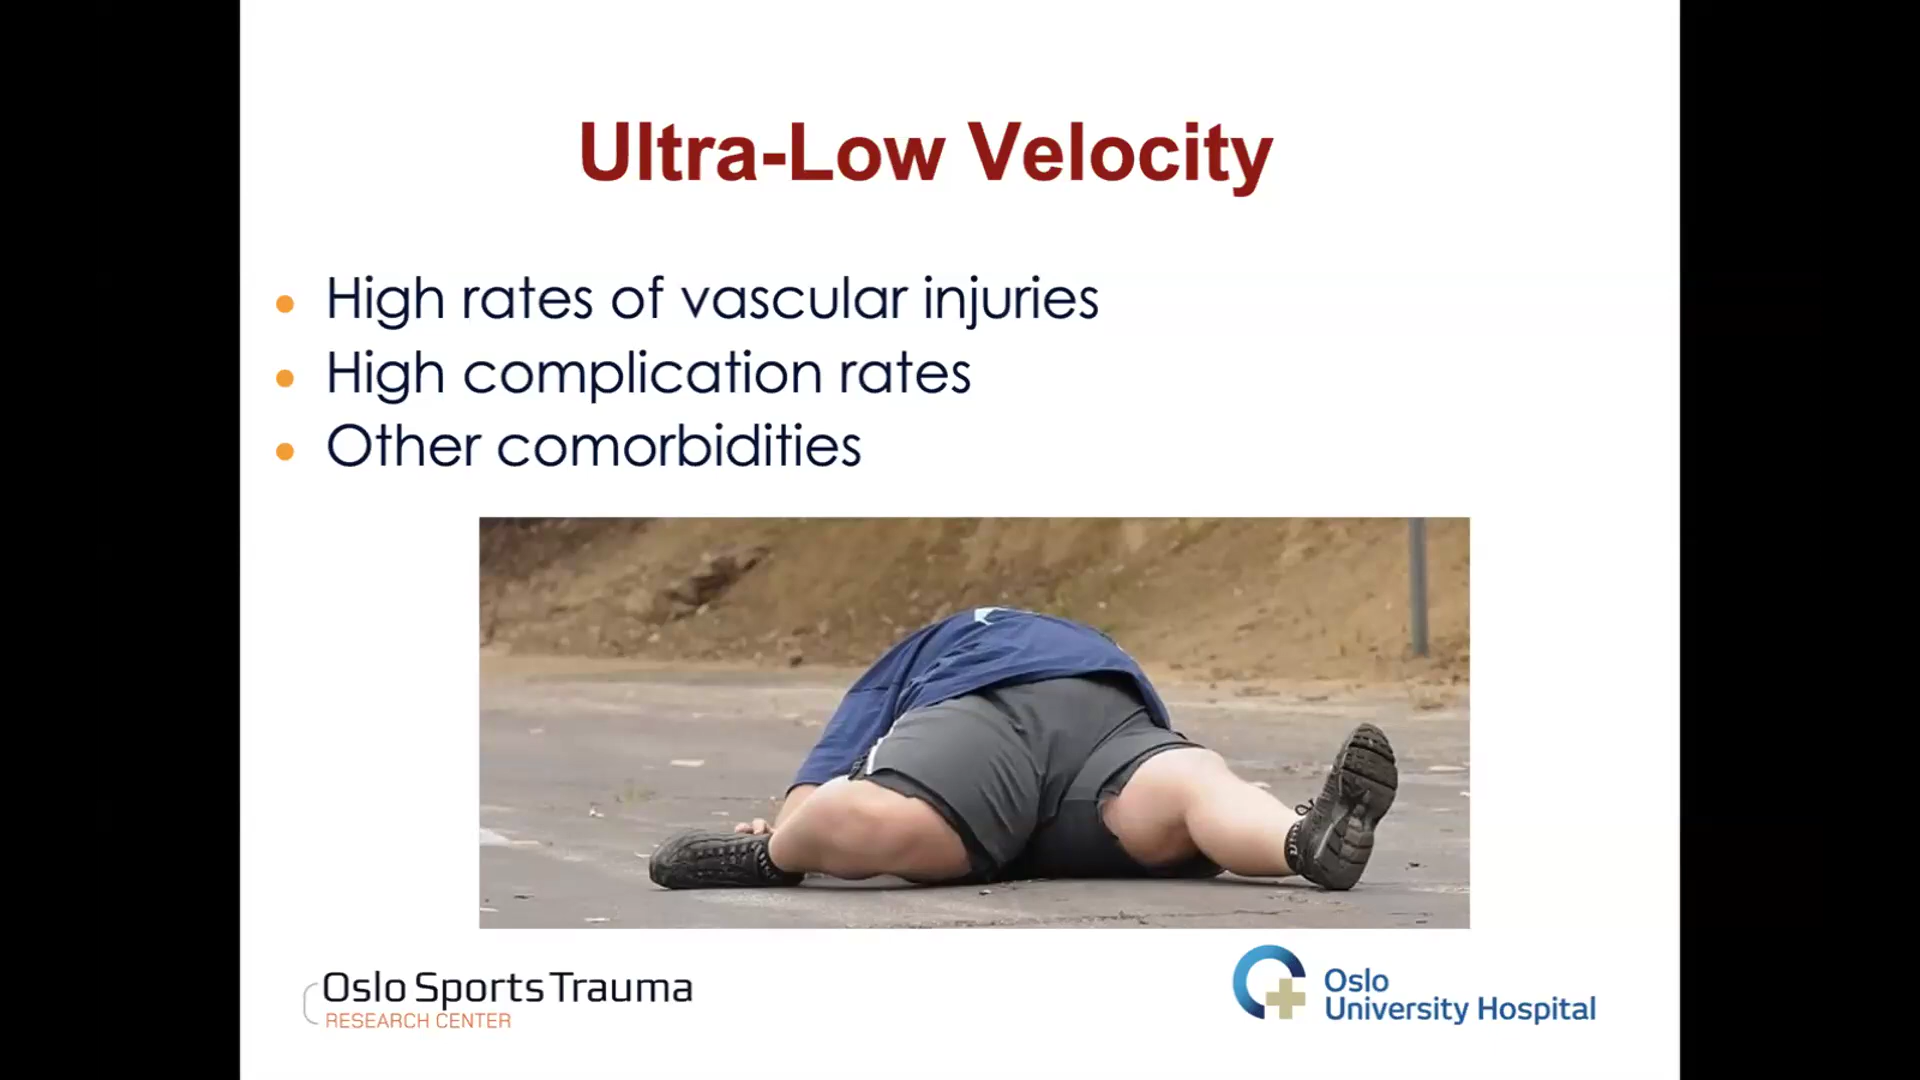 Ultra-Low Velocity
High rates of vascular injuries
High complication rates
Other comorbidities
Oslo Sports Trauma
RESEARCH CENTER
Oslo
University Hospital